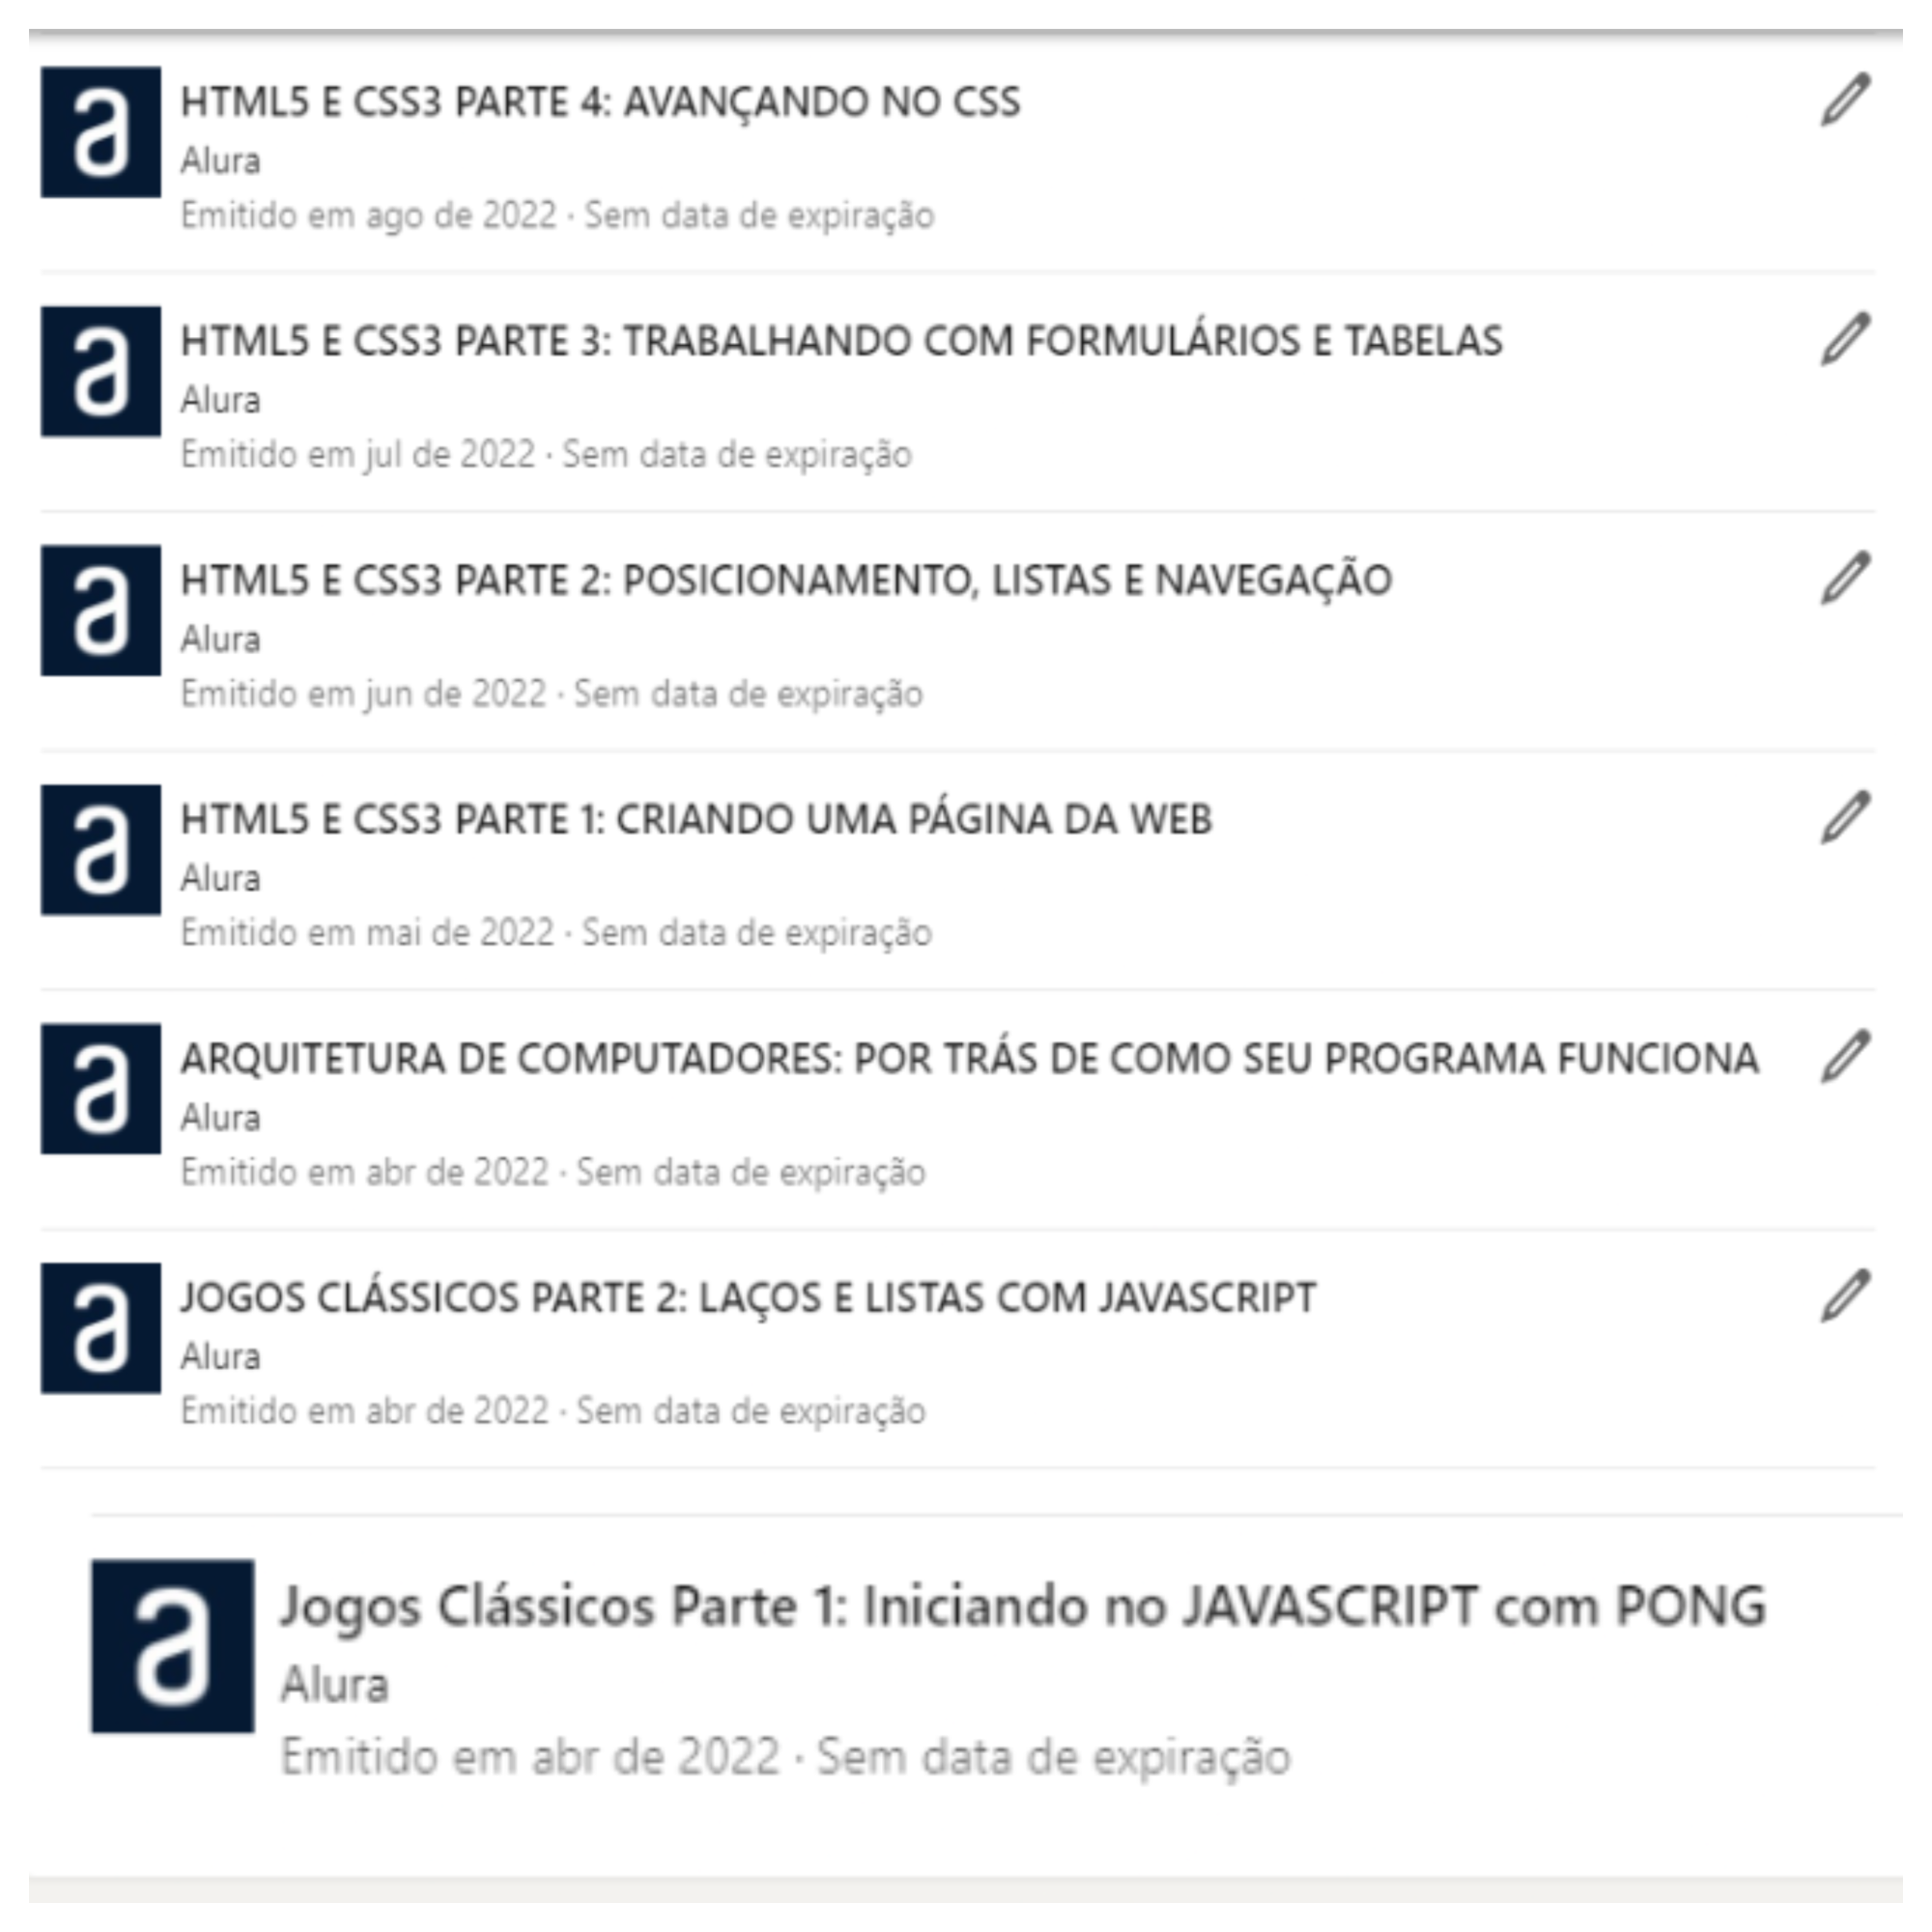 a
HTML5 E CSS3 PARTE 4: AVANÇANDO NO CSS
Alura
Emitido em ago de 2022 · Sem data de expiração
a
HTML5 E CSS3 PARTE 3: TRABALHANDO COM FORMULÁRIOS E TABELAS
Alura
Emitido em jul de 2022 · Sem data de expiração
a
HTML5 E CSS3 PARTE 2: POSICIONAMENTO, LISTAS E NAVEGAÇÃO
Alura
Emitido em jun de 2022 · Sem data de expiração
a
HTML5 E CSS3 PARTE 1: CRIANDO UMA PÁGINA DA WEB
Alura
Emitido em mai de 2022 · Sem data de expiração
a
ARQUITETURA DE COMPUTADORES: POR TRÁS DE COMO SEU PROGRAMA FUNCIONA
Alura
Emitido em abr de 2022 · Sem data de expiração
a
JOGOS CLÁSSICOS PARTE 2: LAÇOS E LISTAS COM JAVASCRIPT
Alura
Emitido em abr de 2022 · Sem data de expiração
a
Jogos Clássicos Parte 1: Iniciando no JAVASCRIPT com PONG
Alura
Emitido em abr de 2022 · Sem data de expiração